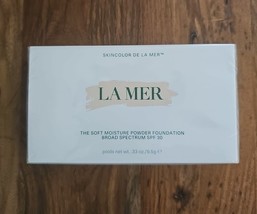 SKINCOLOR DE LA MER™
LA MER
THE SOFT MOISTURE POWDER FOUNDATION
BROAD SPECTRUM SPF 30